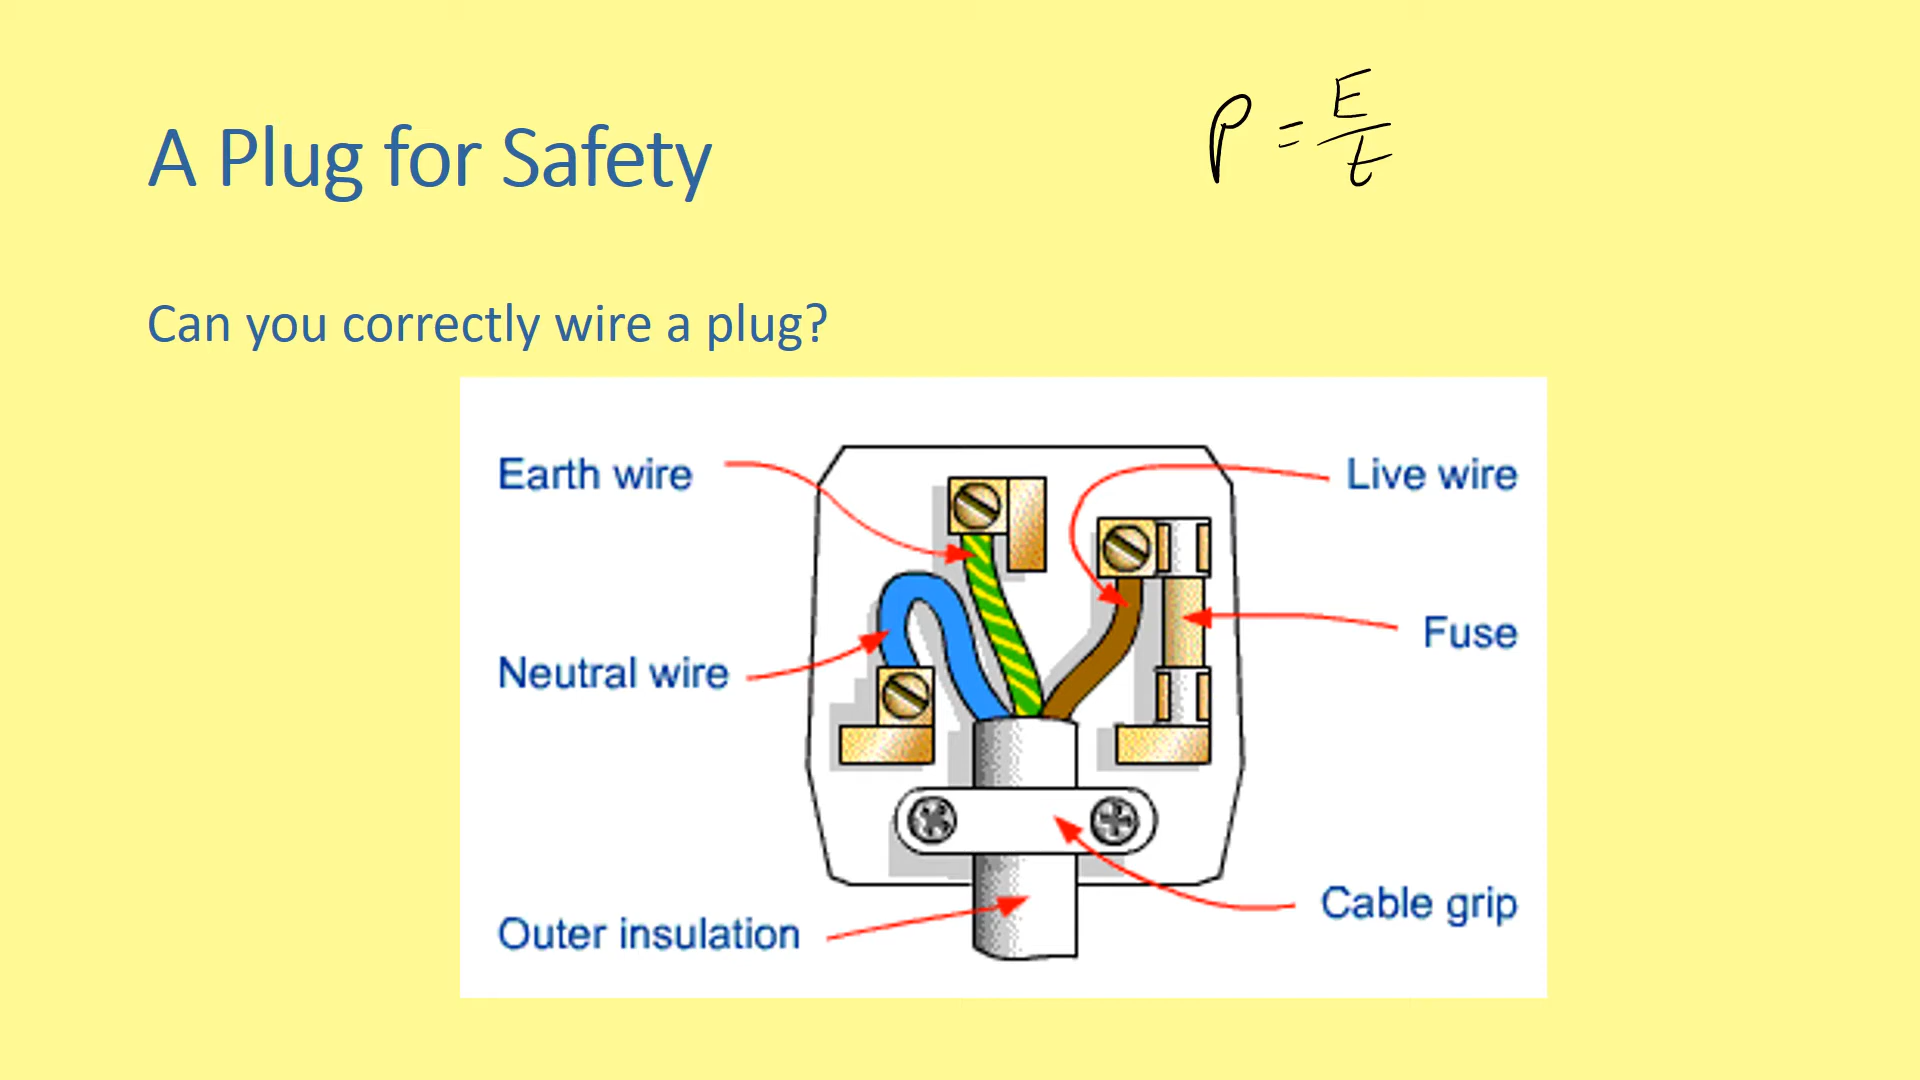 A Plug for Safety
P = E/t
Can you correctly wire a plug?
Earth wire
Live wire
Fuse
Neutral wire
Cable grip
Outer insulation